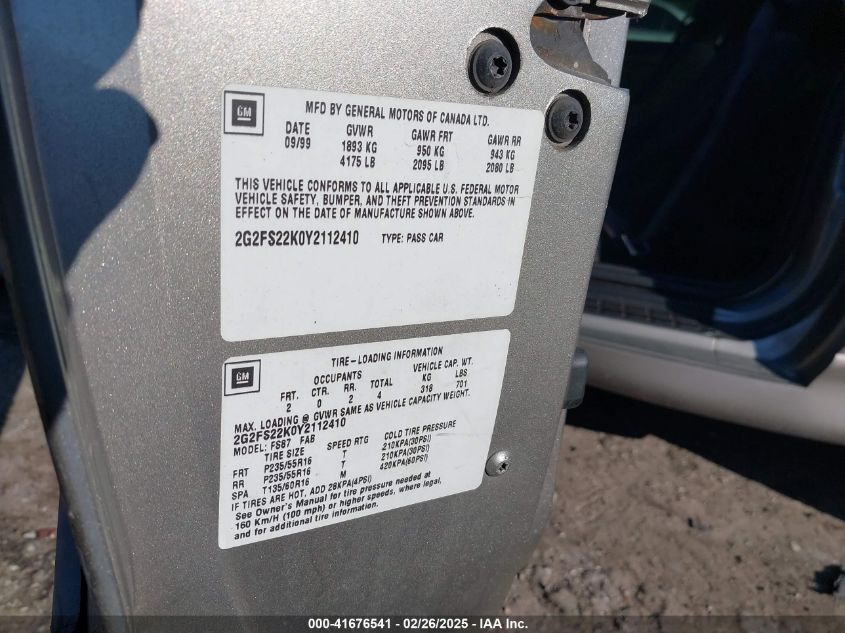 GM
MFD BY GENERAL MOTORS OF CANADA LTD.
DATE GVWR GAWR FRT GAWR RR
09/99 1893 KG 950 KG 943 KG
4175 LB 2095 LB 2080 LB
THIS VEHICLE CONFORMS TO ALL APPLICABLE U.S. FEDERAL MOTOR
VEHICLE SAFETY, BUMPER, AND THEFT PREVENTION STANDARDS IN
EFFECT ON THE DATE OF MANUFACTURE SHOWN ABOVE.
2G2FS22K0Y2112410 TYPE: PASS CAR
GM
TIRE-LOADING INFORMATION
OCCUPANTS VEHICLE CAP. WT.
FRT. CTR. RR. TOTAL KG LBS
2 0 2 4 318 701
MAX. LOADING @ GVWR SAME AS VEHICLE CAPACITY WEIGHT.
2G2FS22K0Y2112410
MODEL: FS87 FAB
TIRE SIZE SPEED RTG COLD TIRE PRESSURE
FRT P235/55R16 T 210KPA(30PSI)
RR P235/55R16 T 210KPA(30PSI)
SPA T135/60R16 M 420KPA(60PSI)
IF TIRES ARE HOT, ADD 28KPA(4PSI)
See Owner's Manual for tire pressure needed at
160 Km/H (100 mph) or higher speeds, where legal,
and for additional tire information.
000-41676541 - 02/26/2025 - IAAI.com